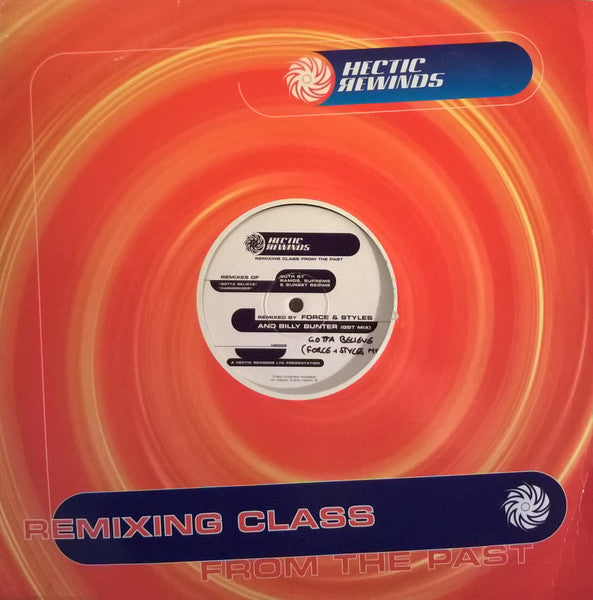 HECTIC
REWINDS
HECTIC
REWINDS
REMIXING CLASS FROM THE PAST
REMIXES OF
"GOTTA BELIEVE"
"HARMONIZER"
BOTH BY
RAMOS, SUPREME
& SUNSET REGIME
REMIXED BY FORCE & STYLES
AND BILLY BUNTER (GBT MIX)
GOTTA BELIEVE
(FORCE + STYLES
A HECTIC RECORDS LTD PRESENTATION
REMIXING CLASS
FROM THE PAST